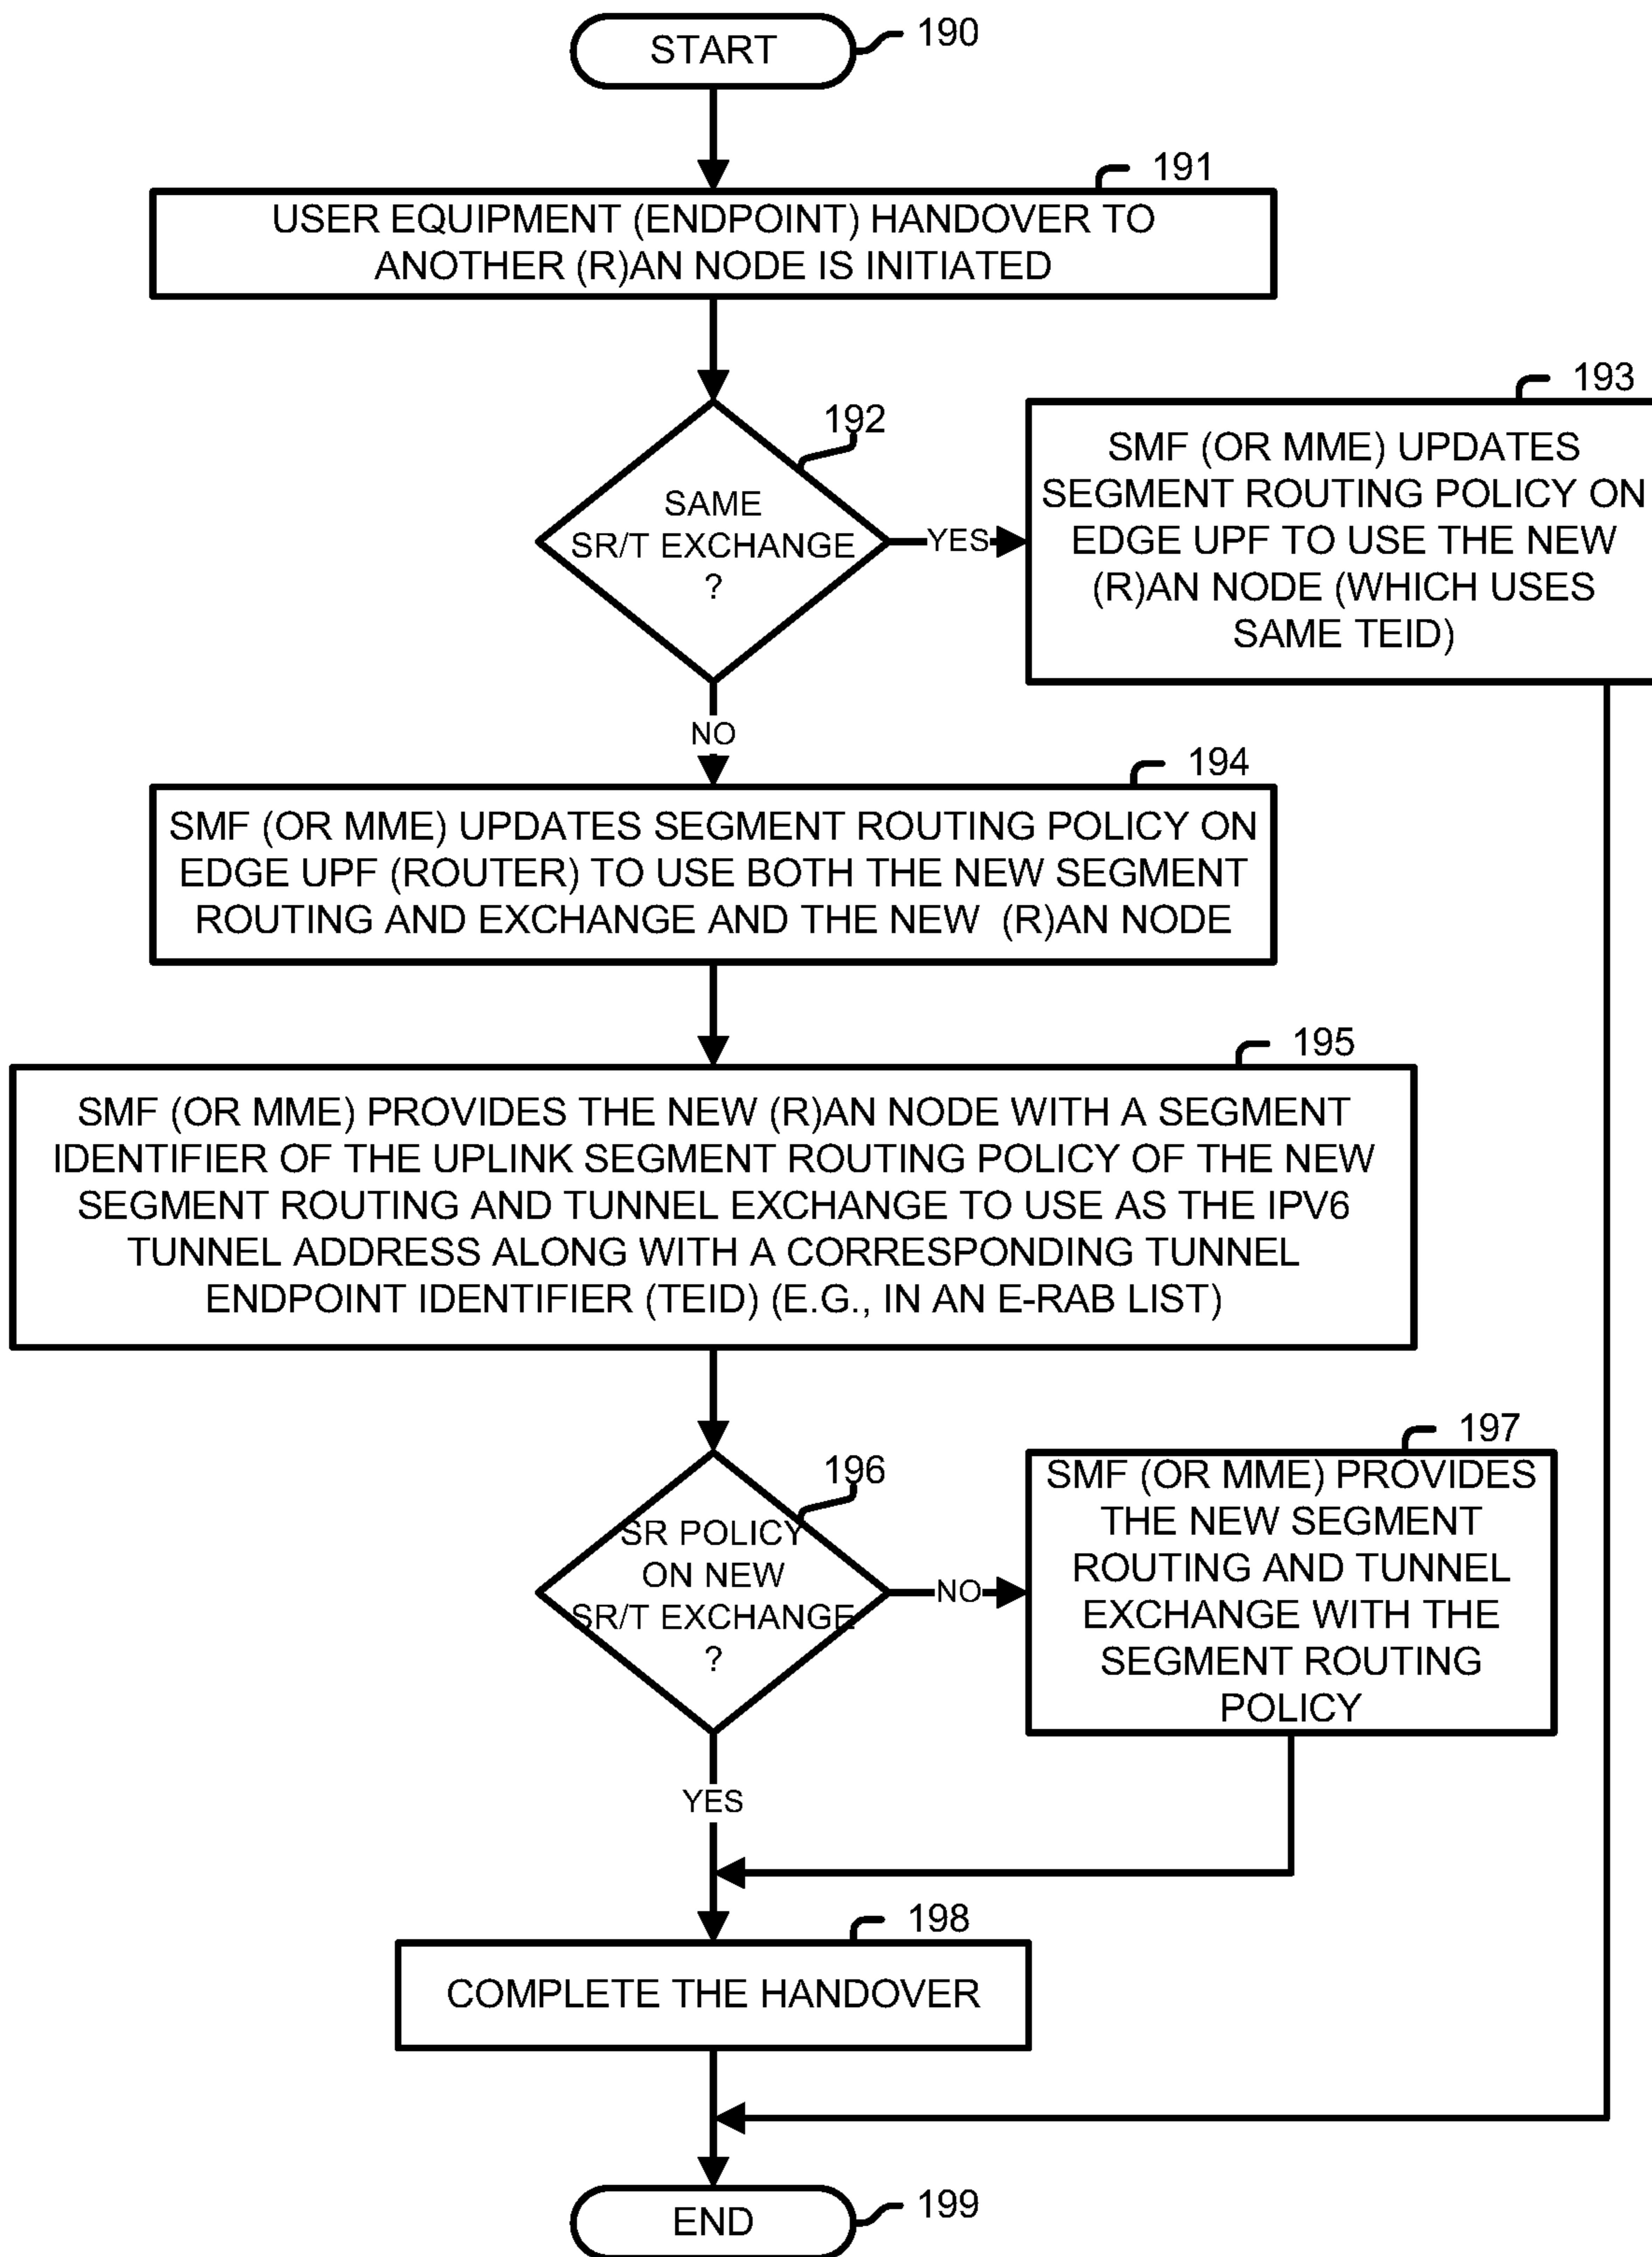 START
190
191
USER EQUIPMENT (ENDPOINT) HANDOVER TO
ANOTHER (R)AN NODE IS INITIATED
192
SAME
SR/T EXCHANGE
?
YES
NO
193
SMF (OR MME) UPDATES
SEGMENT ROUTING POLICY ON
EDGE UPF TO USE THE NEW
(R)AN NODE (WHICH USES
SAME TEID)
194
SMF (OR MME) UPDATES SEGMENT ROUTING POLICY ON
EDGE UPF (ROUTER) TO USE BOTH THE NEW SEGMENT
ROUTING AND EXCHANGE AND THE NEW (R)AN NODE
195
SMF (OR MME) PROVIDES THE NEW (R)AN NODE WITH A SEGMENT
IDENTIFIER OF THE UPLINK SEGMENT ROUTING POLICY OF THE NEW
SEGMENT ROUTING AND TUNNEL EXCHANGE TO USE AS THE IPV6
TUNNEL ADDRESS ALONG WITH A CORRESPONDING TUNNEL
ENDPOINT IDENTIFIER (TEID) (E.G., IN AN E-RAB LIST)
196
SR POLICY
ON NEW
SR/T EXCHANGE
?
NO
YES
197
SMF (OR MME) PROVIDES
THE NEW SEGMENT
ROUTING AND TUNNEL
EXCHANGE WITH THE
SEGMENT ROUTING
POLICY
198
COMPLETE THE HANDOVER
END
199